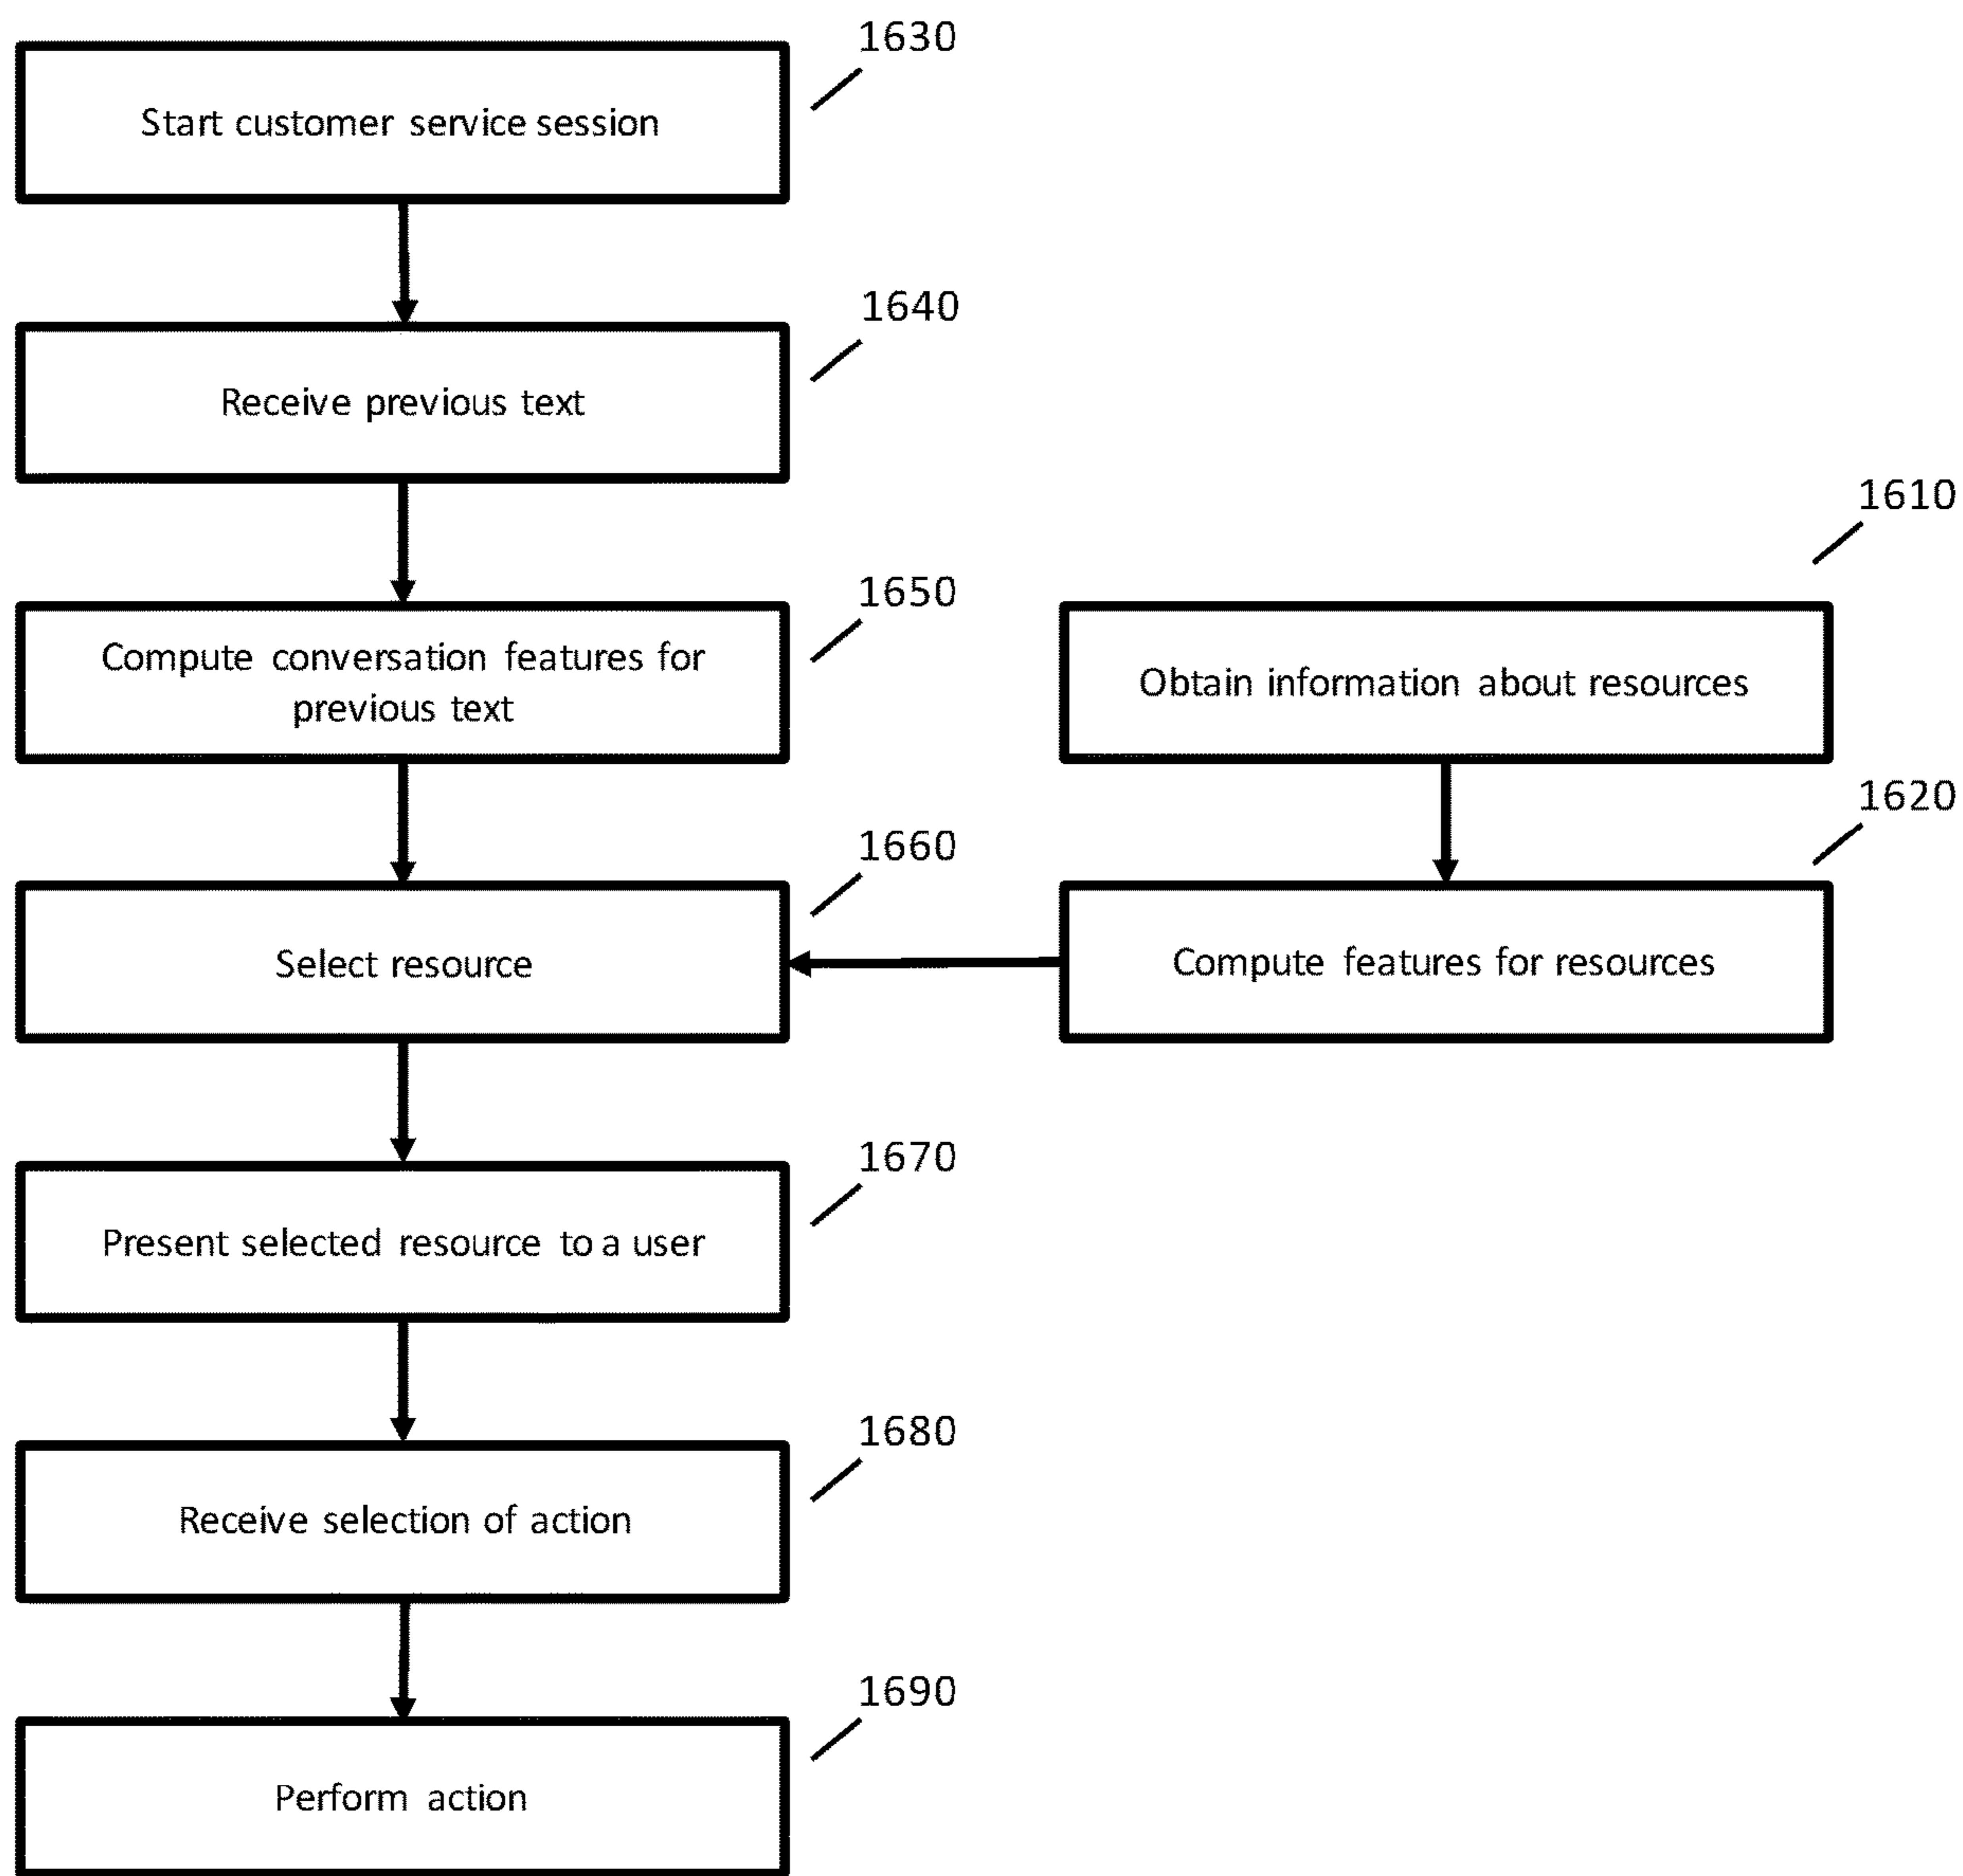 1630
Start customer service session
1640
Receive previous text
1610
1650
Compute conversation features for
previous text
Obtain information about resources
1620
1660
Select resource
Compute features for resources
1670
Present selected resource to a user
1680
Receive selection of action
1690
Perform action